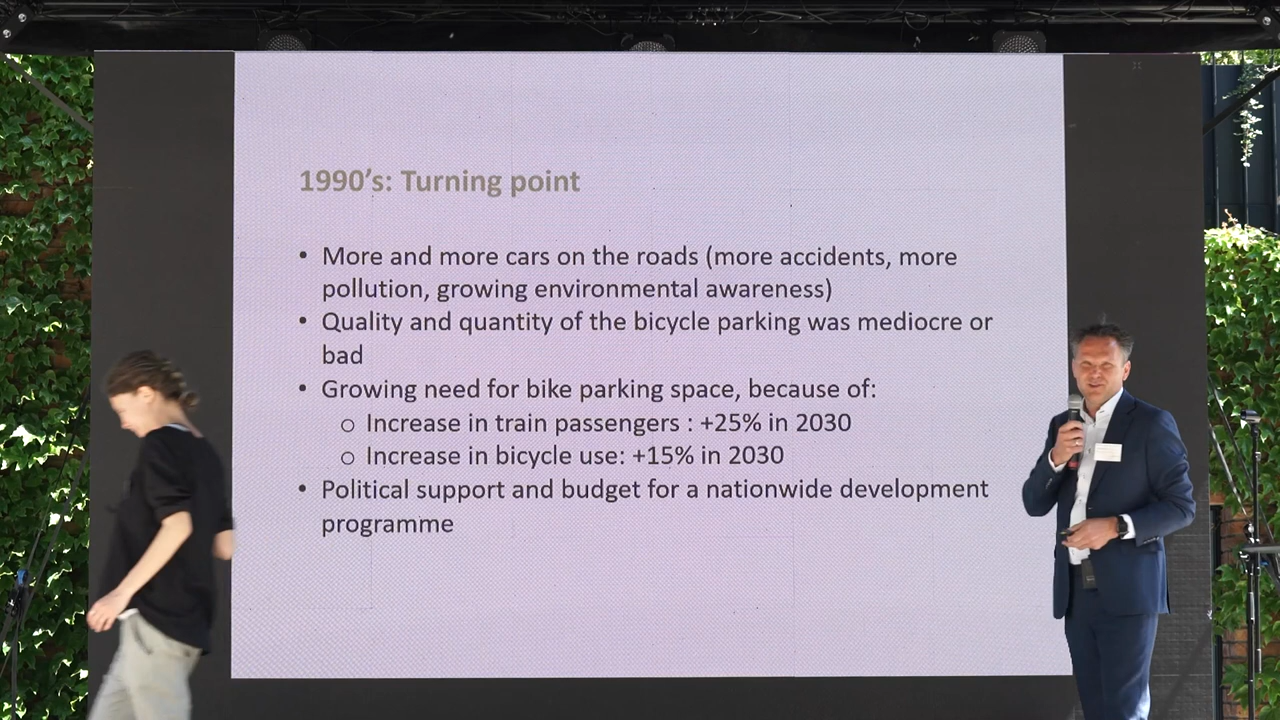 1990’s: Turning point
• More and more cars on the roads (more accidents, more
pollution, growing environmental awareness)
• Quality and quantity of the bicycle parking was mediocre or
bad
• Growing need for bike parking space, because of:
○ Increase in train passengers : +25% in 2030
○ Increase in bicycle use: +15% in 2030
• Political support and budget for a nationwide development
programme